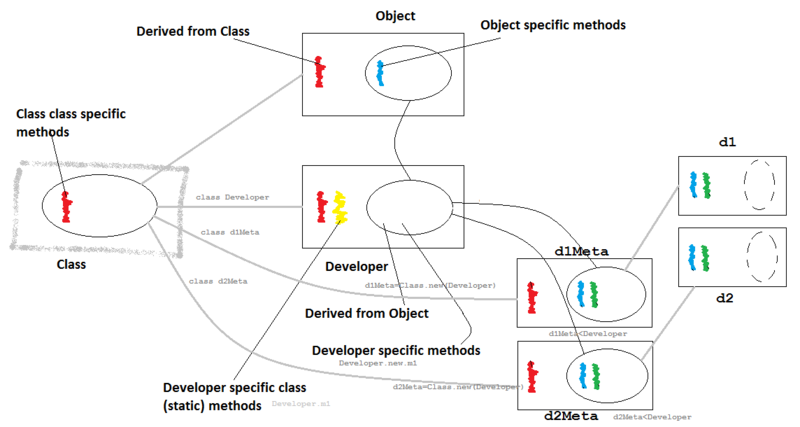 Object
Derived from Class
Object specific methods
Class class specific
methods
d1
class Developer
class d1Meta
d1Meta
Class
Developer
class d2Meta
d1Meta=Class.new(Developer)
d2
Derived from Object
d1Meta<Developer
Developer specific methods
Developer.new.m1
Developer specific class
(static) methods
d2Meta=Class.new(Developer)
Developer.m1
d2Meta
d2Meta<Developer